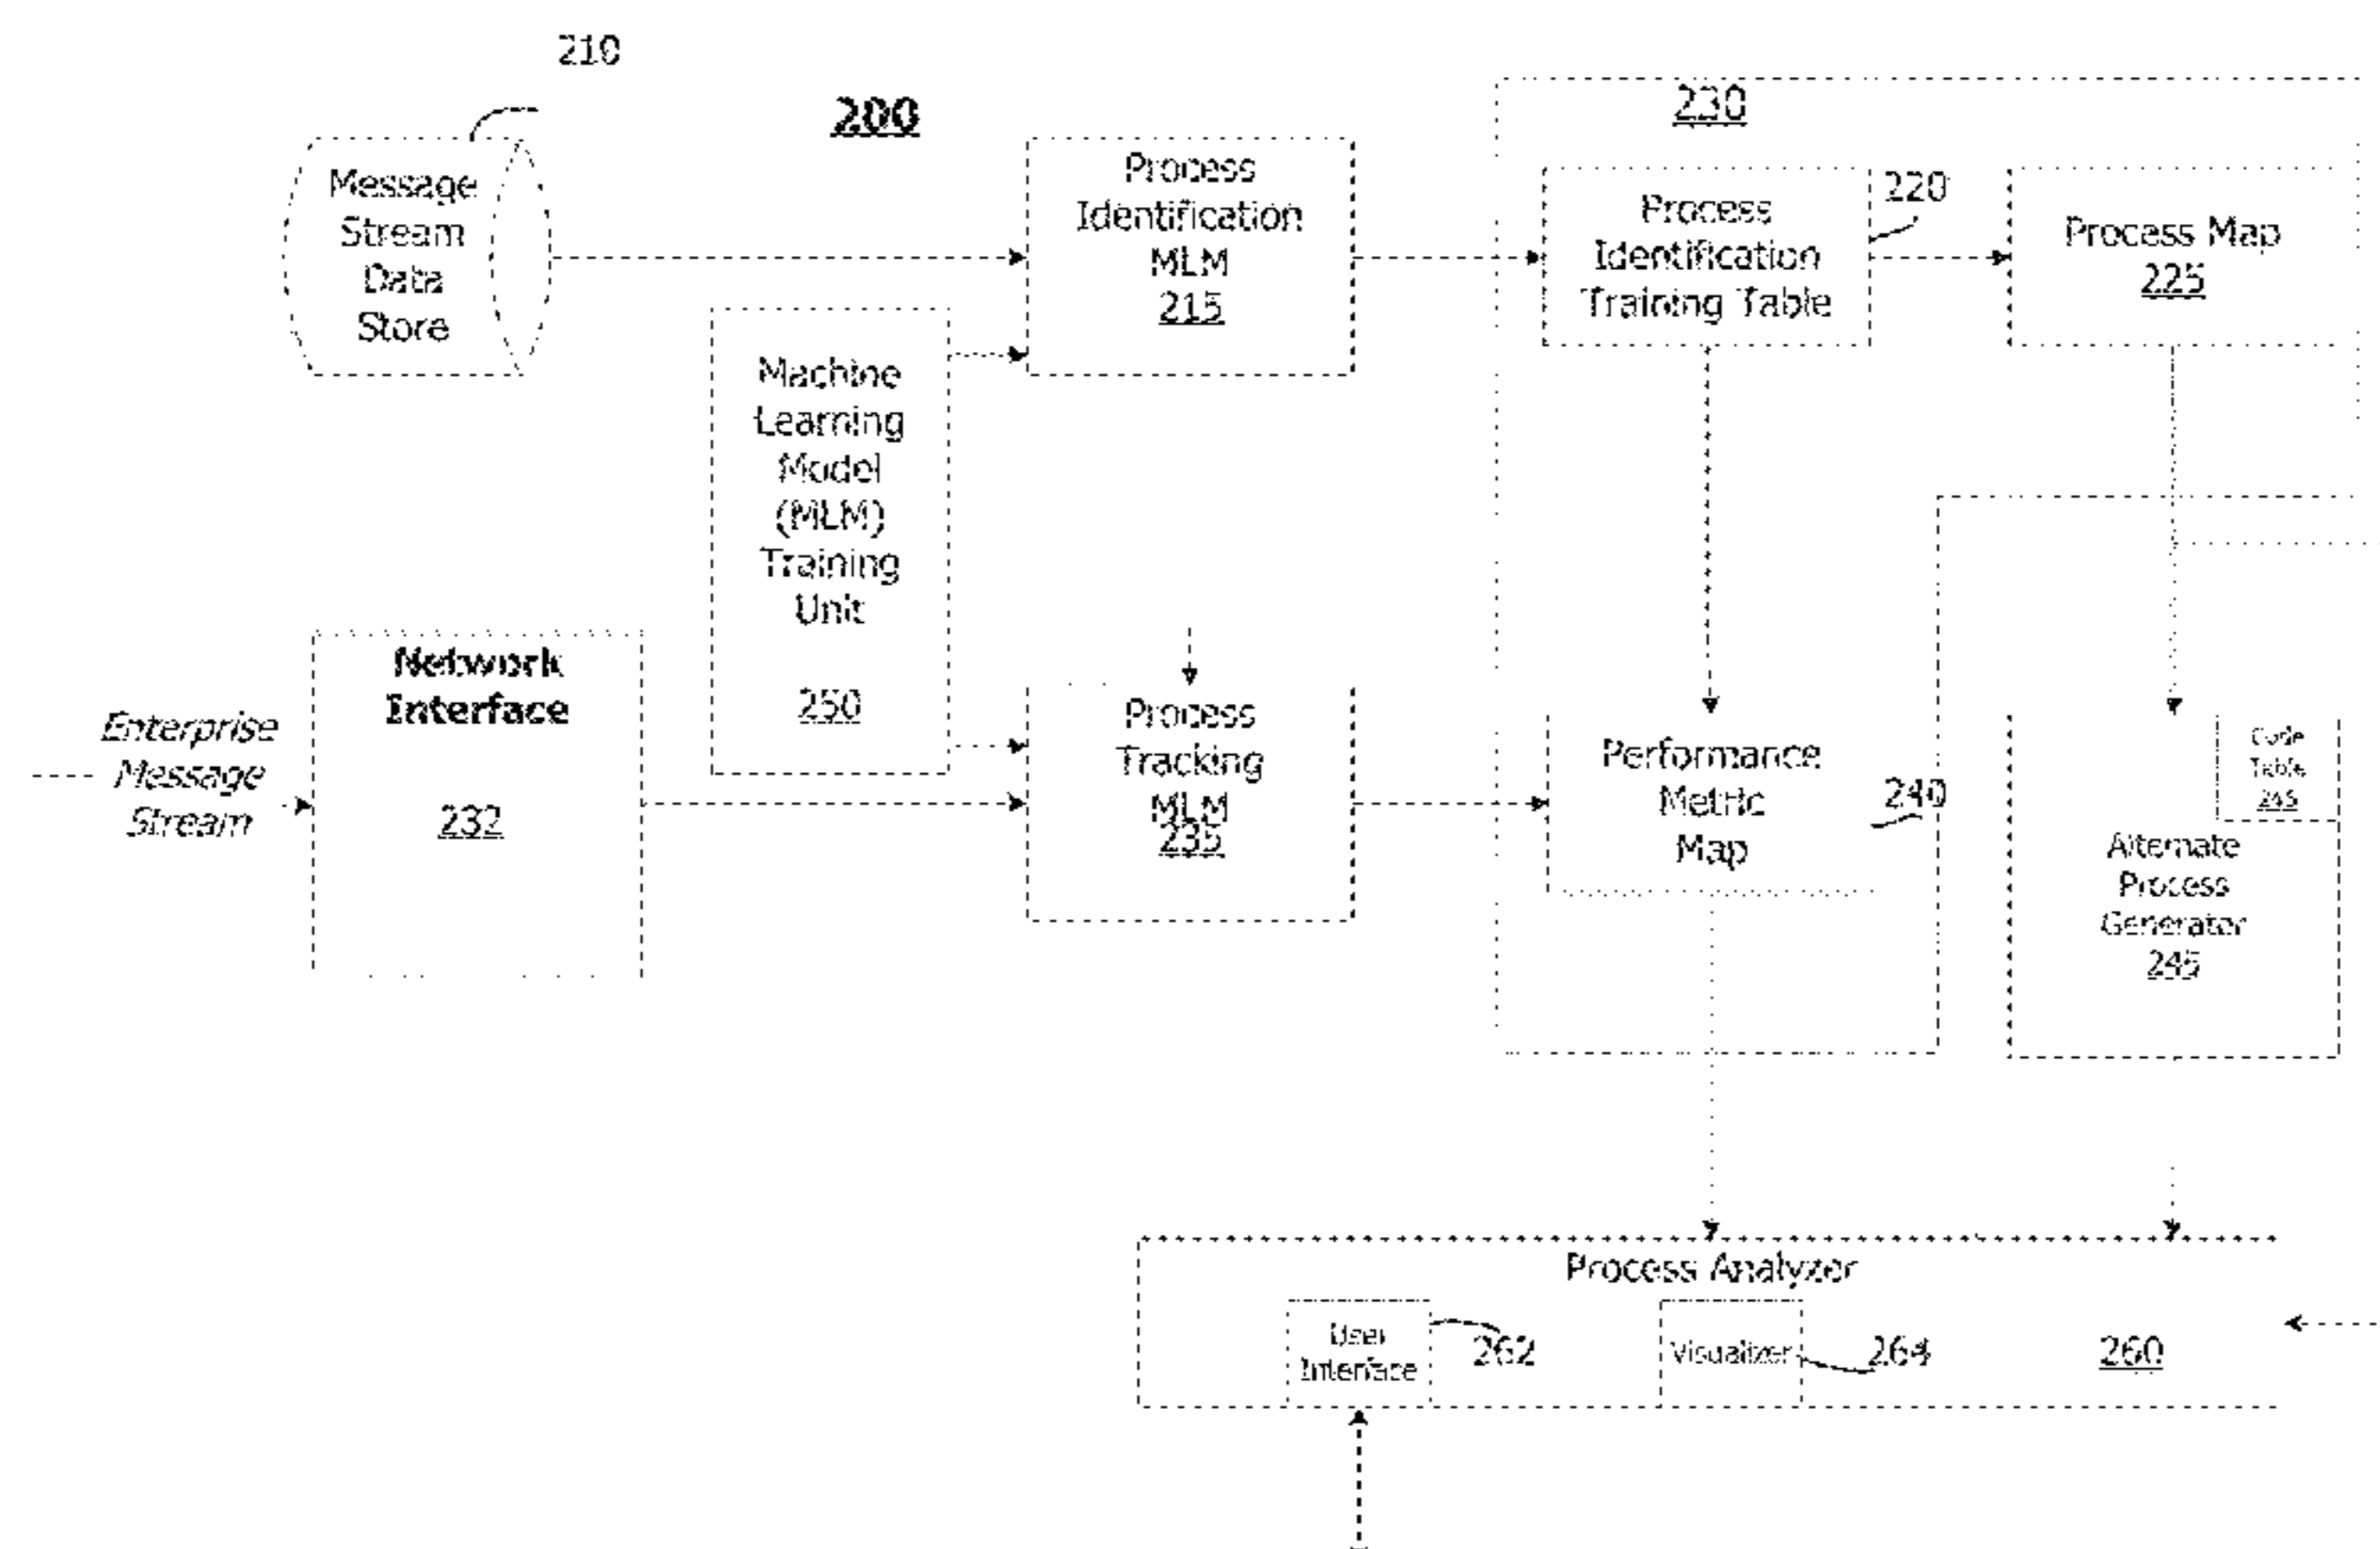 210
200
230
Message
Stream
Data
Store
Process
Identification
MLM
215
Process
Identification
Training Table
220
Process Map
225
Machine
Learning
Model
(MLM)
Training
Unit
250
Enterprise
Message
Stream
Network
Interface
232
Process
Tracking
MLM
235
Performance
Metric
Map
240
Code
Table
245
Alternate
Process
Generator
245
Process Analyzer
User
Interface
262
Visualizer
264
260